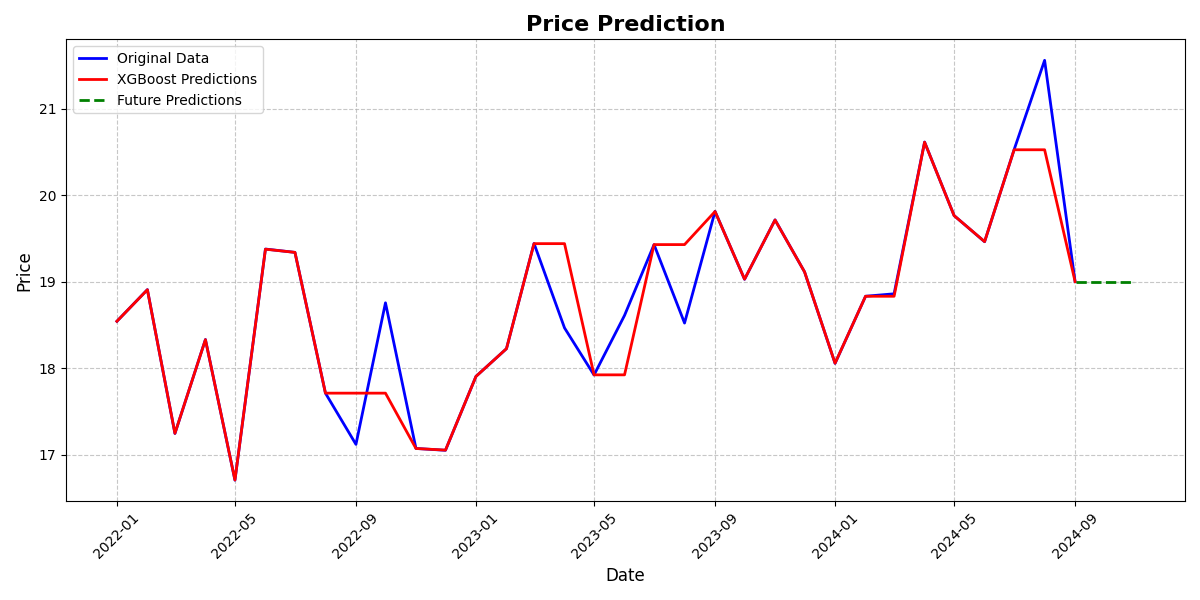 Price Prediction
Original Data
XGBoost Predictions
Future Predictions
Price
21
20
19
18
17
2022-01
2022-05
2022-09
2023-01
2023-05
2023-09
2024-01
2024-05
2024-09
Date